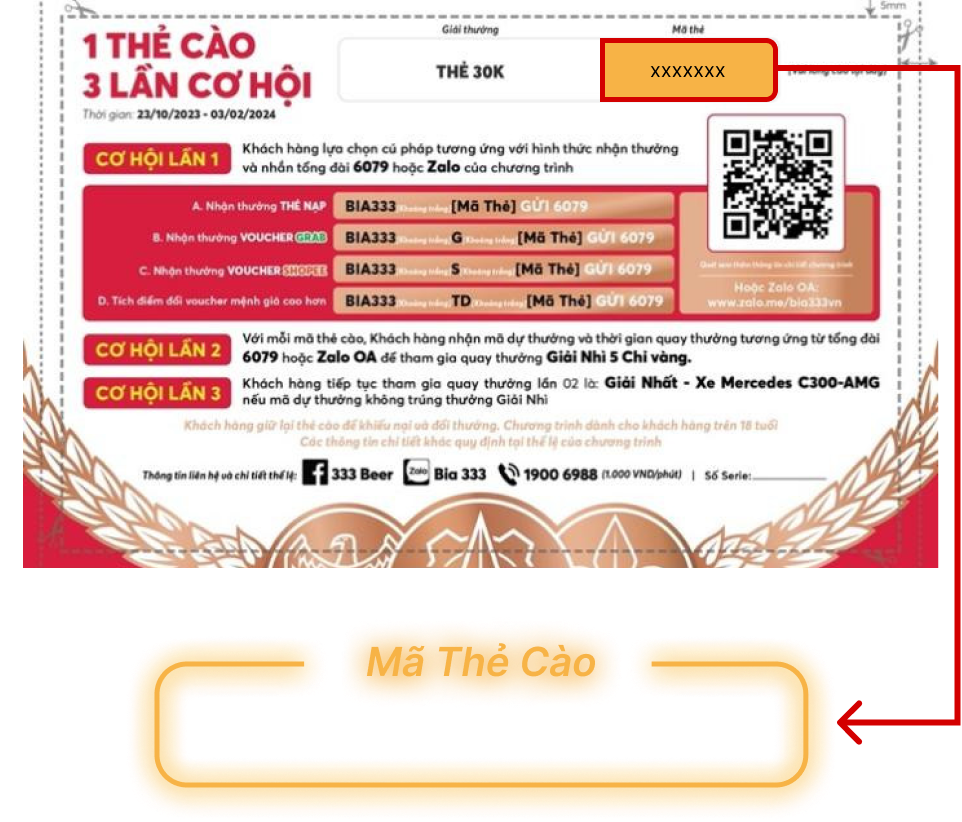 5mm
Giải thưởng
Mã thẻ
1 THẺ CÀO
3 LẦN CƠ HỘI
THẺ 30K
xxxxxxx
Thời gian: 23/10/2023 - 03/02/2024
CƠ HỘI LẦN 1
Khách hàng lựa chọn cú pháp tương ứng với hình thức nhận thưởng
và nhắn tổng đài 6079 hoặc Zalo của chương trình
A. Nhận thưởng THẺ NẠP BIA333 (Khoảng trắng) [Mã Thẻ] GỬI 6079
B. Nhận thưởng VOUCHER GRAB BIA333 (Khoảng trắng) G (Khoảng trắng) [Mã Thẻ] GỬI 6079
C. Nhận thưởng VOUCHER SHOPEE BIA333 (Khoảng trắng) S (Khoảng trắng) [Mã Thẻ] GỬI 6079
D. Tích điểm đổi voucher mệnh giá cao hơn BIA333 (Khoảng trắng) TD (Khoảng trắng) [Mã Thẻ] GỬI 6079
Quét xem thêm thông tin chi tiết chương trình
Hoặc Zalo OA:
www.zalo.me/bia333vn
CƠ HỘI LẦN 2
Với mỗi mã thẻ cào, Khách hàng nhận mã dự thưởng và thời gian quay thưởng tương ứng từ tổng đài
6079 hoặc Zalo OA để tham gia quay thưởng Giải Nhì 5 Chỉ vàng.
CƠ HỘI LẦN 3
Khách hàng tiếp tục tham gia quay thưởng lần 02 là: Giải Nhất - Xe Mercedes C300-AMG
nếu mã dự thưởng không trúng thưởng Giải Nhì
Khách hàng giữ lại thẻ cào để khiếu nại và đổi thưởng. Chương trình dành cho khách hàng trên 18 tuổi
Các thông tin chi tiết khác quy định tại thể lệ của chương trình
Thông tin liên hệ và chi tiết thể lệ: 333 Beer Zalo Bia 333 1900 6988 (1.000 VND/phút) | Số Serie:
Mã Thẻ Cào